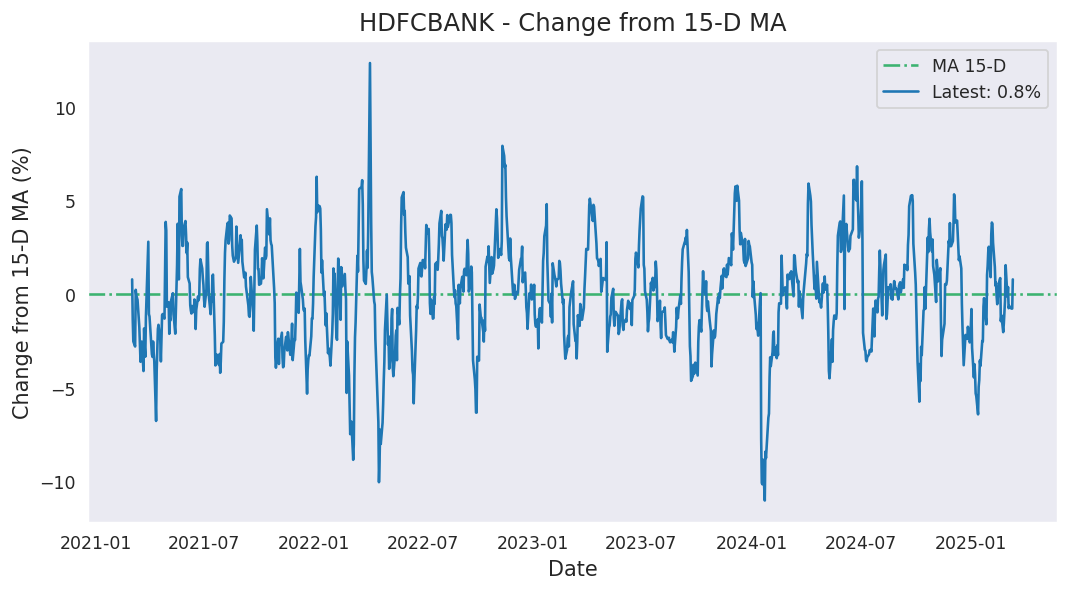 HDFCBANK - Change from 15-D MA
MA 15-D
Latest: 0.8%
Change from 15-D MA (%)
10
5
0
−5
−10
2021-01
2021-07
2022-01
2022-07
2023-01
2023-07
2024-01
2024-07
2025-01
Date